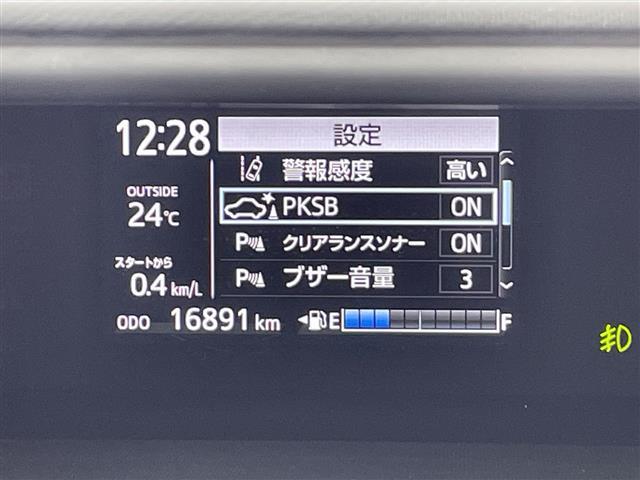 12:28
設定
警報感度 高い
OUTSIDE
24℃
PKSB ON
P クリアランスソナー ON
スタートから
0.4 km/L
P ブザー音量 3
ODO 16891 km
E F